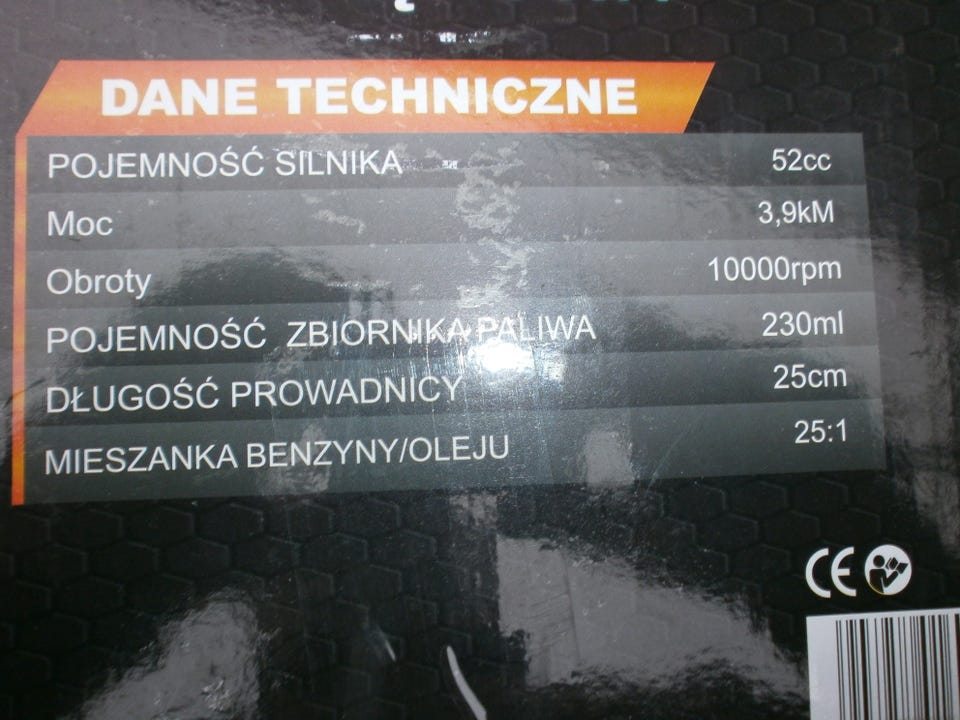 DANE TECHNICZNE
POJEMNOŚĆ SILNIKA 52cc
Moc 3,9kM
Obroty 10000rpm
POJEMNOŚĆ ZBIORNIKA PALIWA 230ml
DŁUGOŚĆ PROWADNICY 25cm
MIESZANKA BENZYNY/OLEJU 25:1
CE